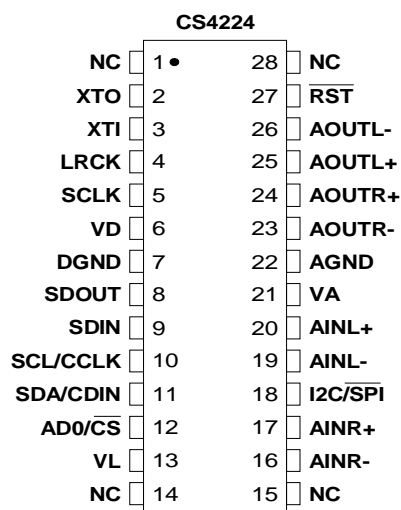 CS4224
NC 1 28 NC
XTO 2 27 RST
XTI 3 26 AOUTL-
LRCK 4 25 AOUTL+
SCLK 5 24 AOUTR+
VD 6 23 AOUTR-
DGND 7 22 AGND
SDOUT 8 21 VA
SDIN 9 20 AINL+
SCL/CCLK 10 19 AINL-
SDA/CDIN 11 18 I2C/SPI
AD0/CS 12 17 AINR+
VL 13 16 AINR-
NC 14 15 NC